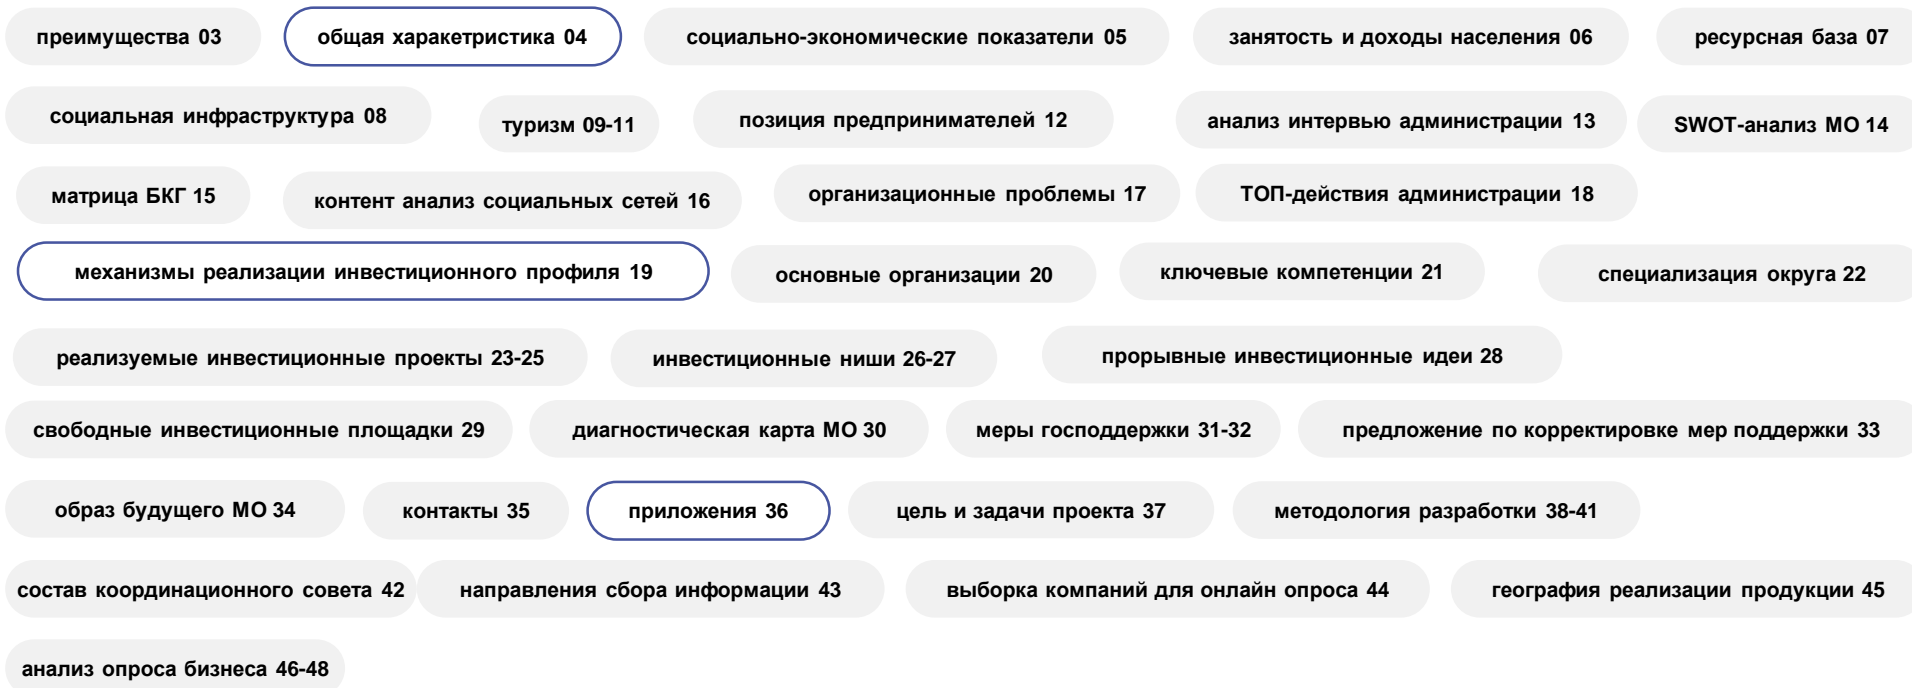 преимущества 03
общая характеристика 04
социально-экономические показатели 05
занятость и доходы населения 06
ресурсная база 07
социальная инфраструктура 08
туризм 09-11
позиция предпринимателей 12
анализ интервью администрации 13
SWOT-анализ МО 14
матрица БКГ 15
контент анализ социальных сетей 16
организационные проблемы 17
ТОП-действия администрации 18
механизмы реализации инвестиционного профиля 19
основные организации 20
ключевые компетенции 21
специализация округа 22
реализуемые инвестиционные проекты 23-25
инвестиционные ниши 26-27
прорывные инвестиционные идеи 28
свободные инвестиционные площадки 29
диагностическая карта МО 30
меры господдержки 31-32
предложение по корректировке мер поддержки 33
образ будущего МО 34
контакты 35
приложения 36
цель и задачи проекта 37
методология разработки 38-41
состав координационного совета 42
направления сбора информации 43
выборка компаний для онлайн опроса 44
география реализации продукции 45
анализ опроса бизнеса 46-48